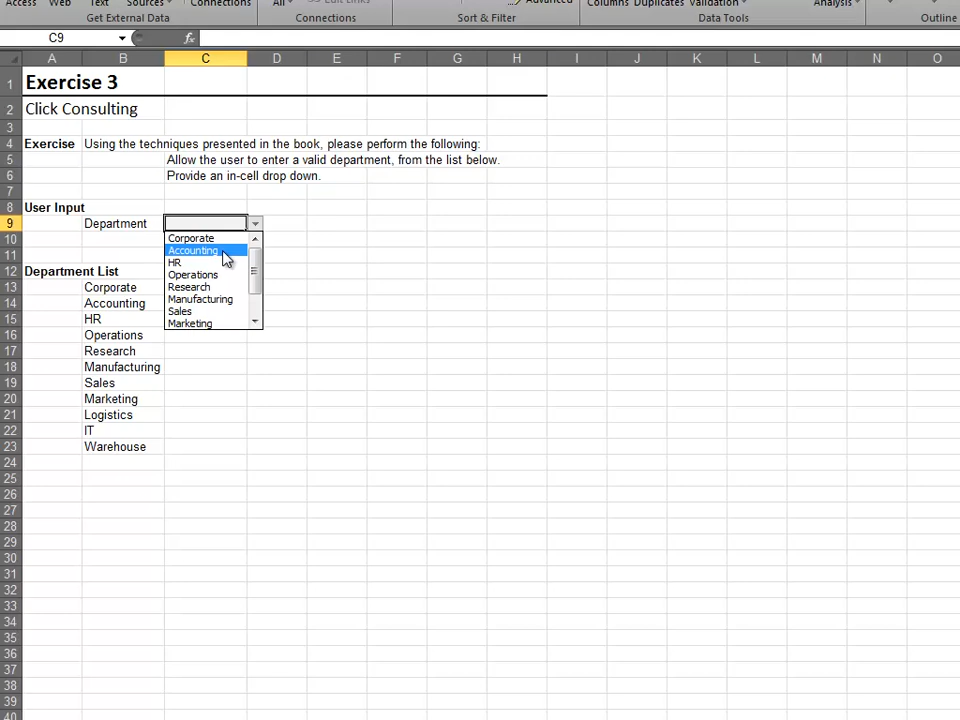 Access Web Text Sources Connections All Edit Links Advanced Columns Duplicates Validation Analysis
Get External Data Connections Sort & Filter Data Tools Outline
C9 fx
A B C D E F G H I J K L M N O
1 Exercise 3
2 Click Consulting
3
4 Exercise Using the techniques presented in the book, please perform the following:
5 Allow the user to enter a valid department, from the list below.
6 Provide an in-cell drop down.
7
8 User Input
9 Department
Corporate
10 Accounting
11 HR
Operations
12 Department List
13 Corporate Research
Manufacturing
14 Accounting Sales
15 HR Marketing
16 Operations
17 Research
18 Manufacturing
19 Sales
20 Marketing
21 Logistics
22 IT
23 Warehouse
24
25
26
27
28
29
30
31
32
33
34
35
36
37
38
39
40